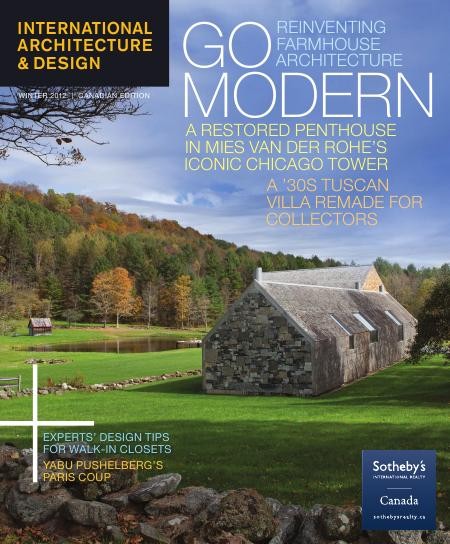 INTERNATIONAL
ARCHITECTURE
& DESIGN
WINTER 2012 | CANADIAN EDITION
GO
MODERN
REINVENTING
FARMHOUSE
ARCHITECTURE
A RESTORED PENTHOUSE
IN MIES VAN DER ROHE'S
ICONIC CHICAGO TOWER
A '30S TUSCAN
VILLA REMADE FOR
COLLECTORS
EXPERTS' DESIGN TIPS
FOR WALK-IN CLOSETS
YABU PUSHELBERG'S
PARIS COUP
Sotheby's
INTERNATIONAL REALTY
Canada
sothebysrealty.ca